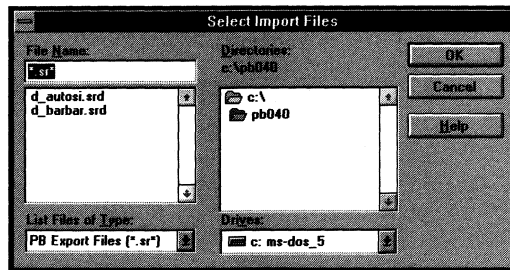 Select Import Files
File Name:
*.sr*
d_autosi.srd
d_barbar.srd
List Files of Type:
PB Export Files (*.sr*)
Directories:
c:\pb040
c:\
pb040
Drives:
c: ms-dos_5
OK
Cancel
Help